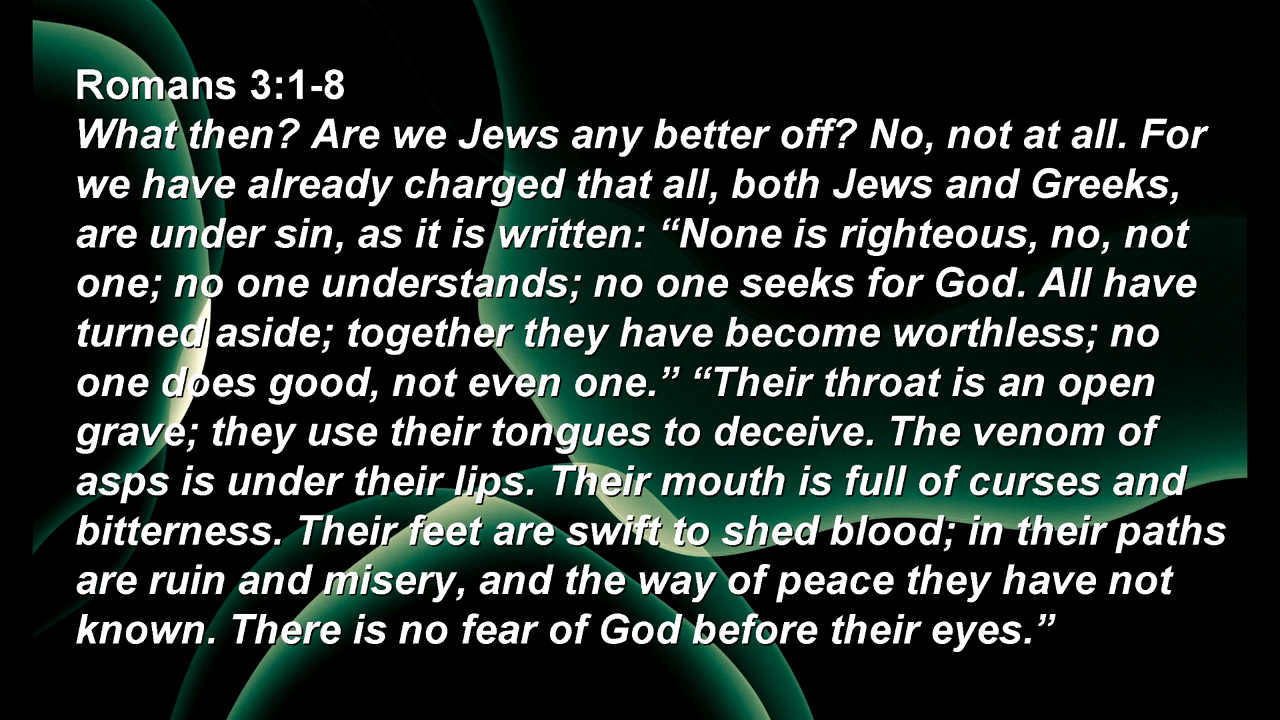 Romans 3:1-8
What then? Are we Jews any better off? No, not at all. For
we have already charged that all, both Jews and Greeks,
are under sin, as it is written: “None is righteous, no, not
one; no one understands; no one seeks for God. All have
turned aside; together they have become worthless; no
one does good, not even one.” “Their throat is an open
grave; they use their tongues to deceive. The venom of
asps is under their lips. Their mouth is full of curses and
bitterness. Their feet are swift to shed blood; in their paths
are ruin and misery, and the way of peace they have not
known. There is no fear of God before their eyes.”